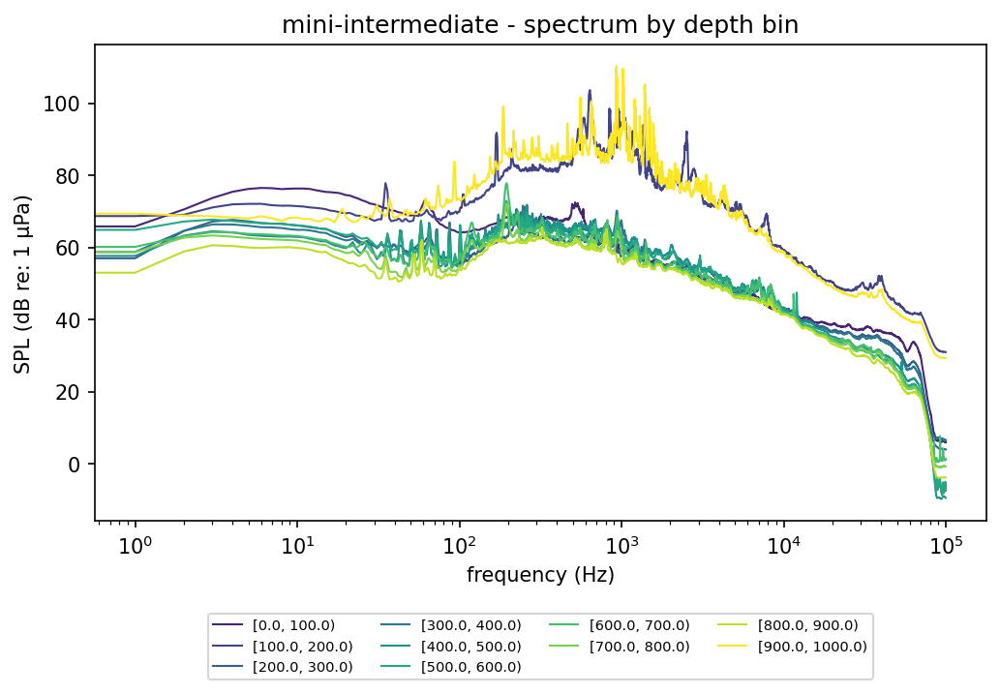 mini-intermediate - spectrum by depth bin
SPL (dB re: 1 μPa)
100
80
60
40
20
0
10⁰ 10¹ 10² 10³ 10⁴ 10⁵
frequency (Hz)
[0.0, 100.0) [300.0, 400.0) [600.0, 700.0) [800.0, 900.0)
[100.0, 200.0) [400.0, 500.0) [700.0, 800.0) [900.0, 1000.0)
[200.0, 300.0) [500.0, 600.0)